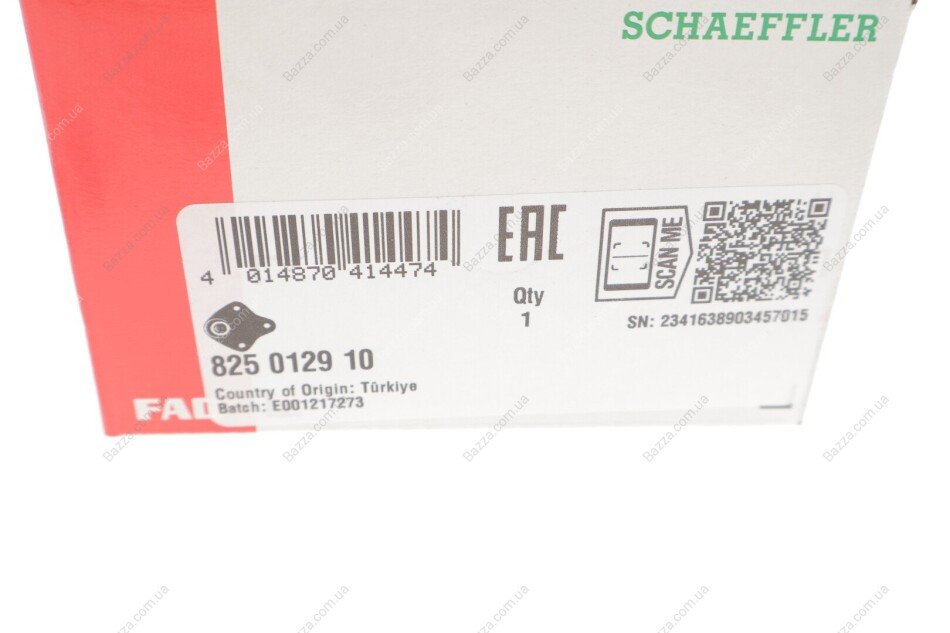 SCHAEFFLER
4 014870 414474
EAC
Qty
1
SCAN ME
SN: 2341638903457015
825 0129 10
Country of Origin: Türkiye
Batch: E001217273
FAG
Bazza.com.ua